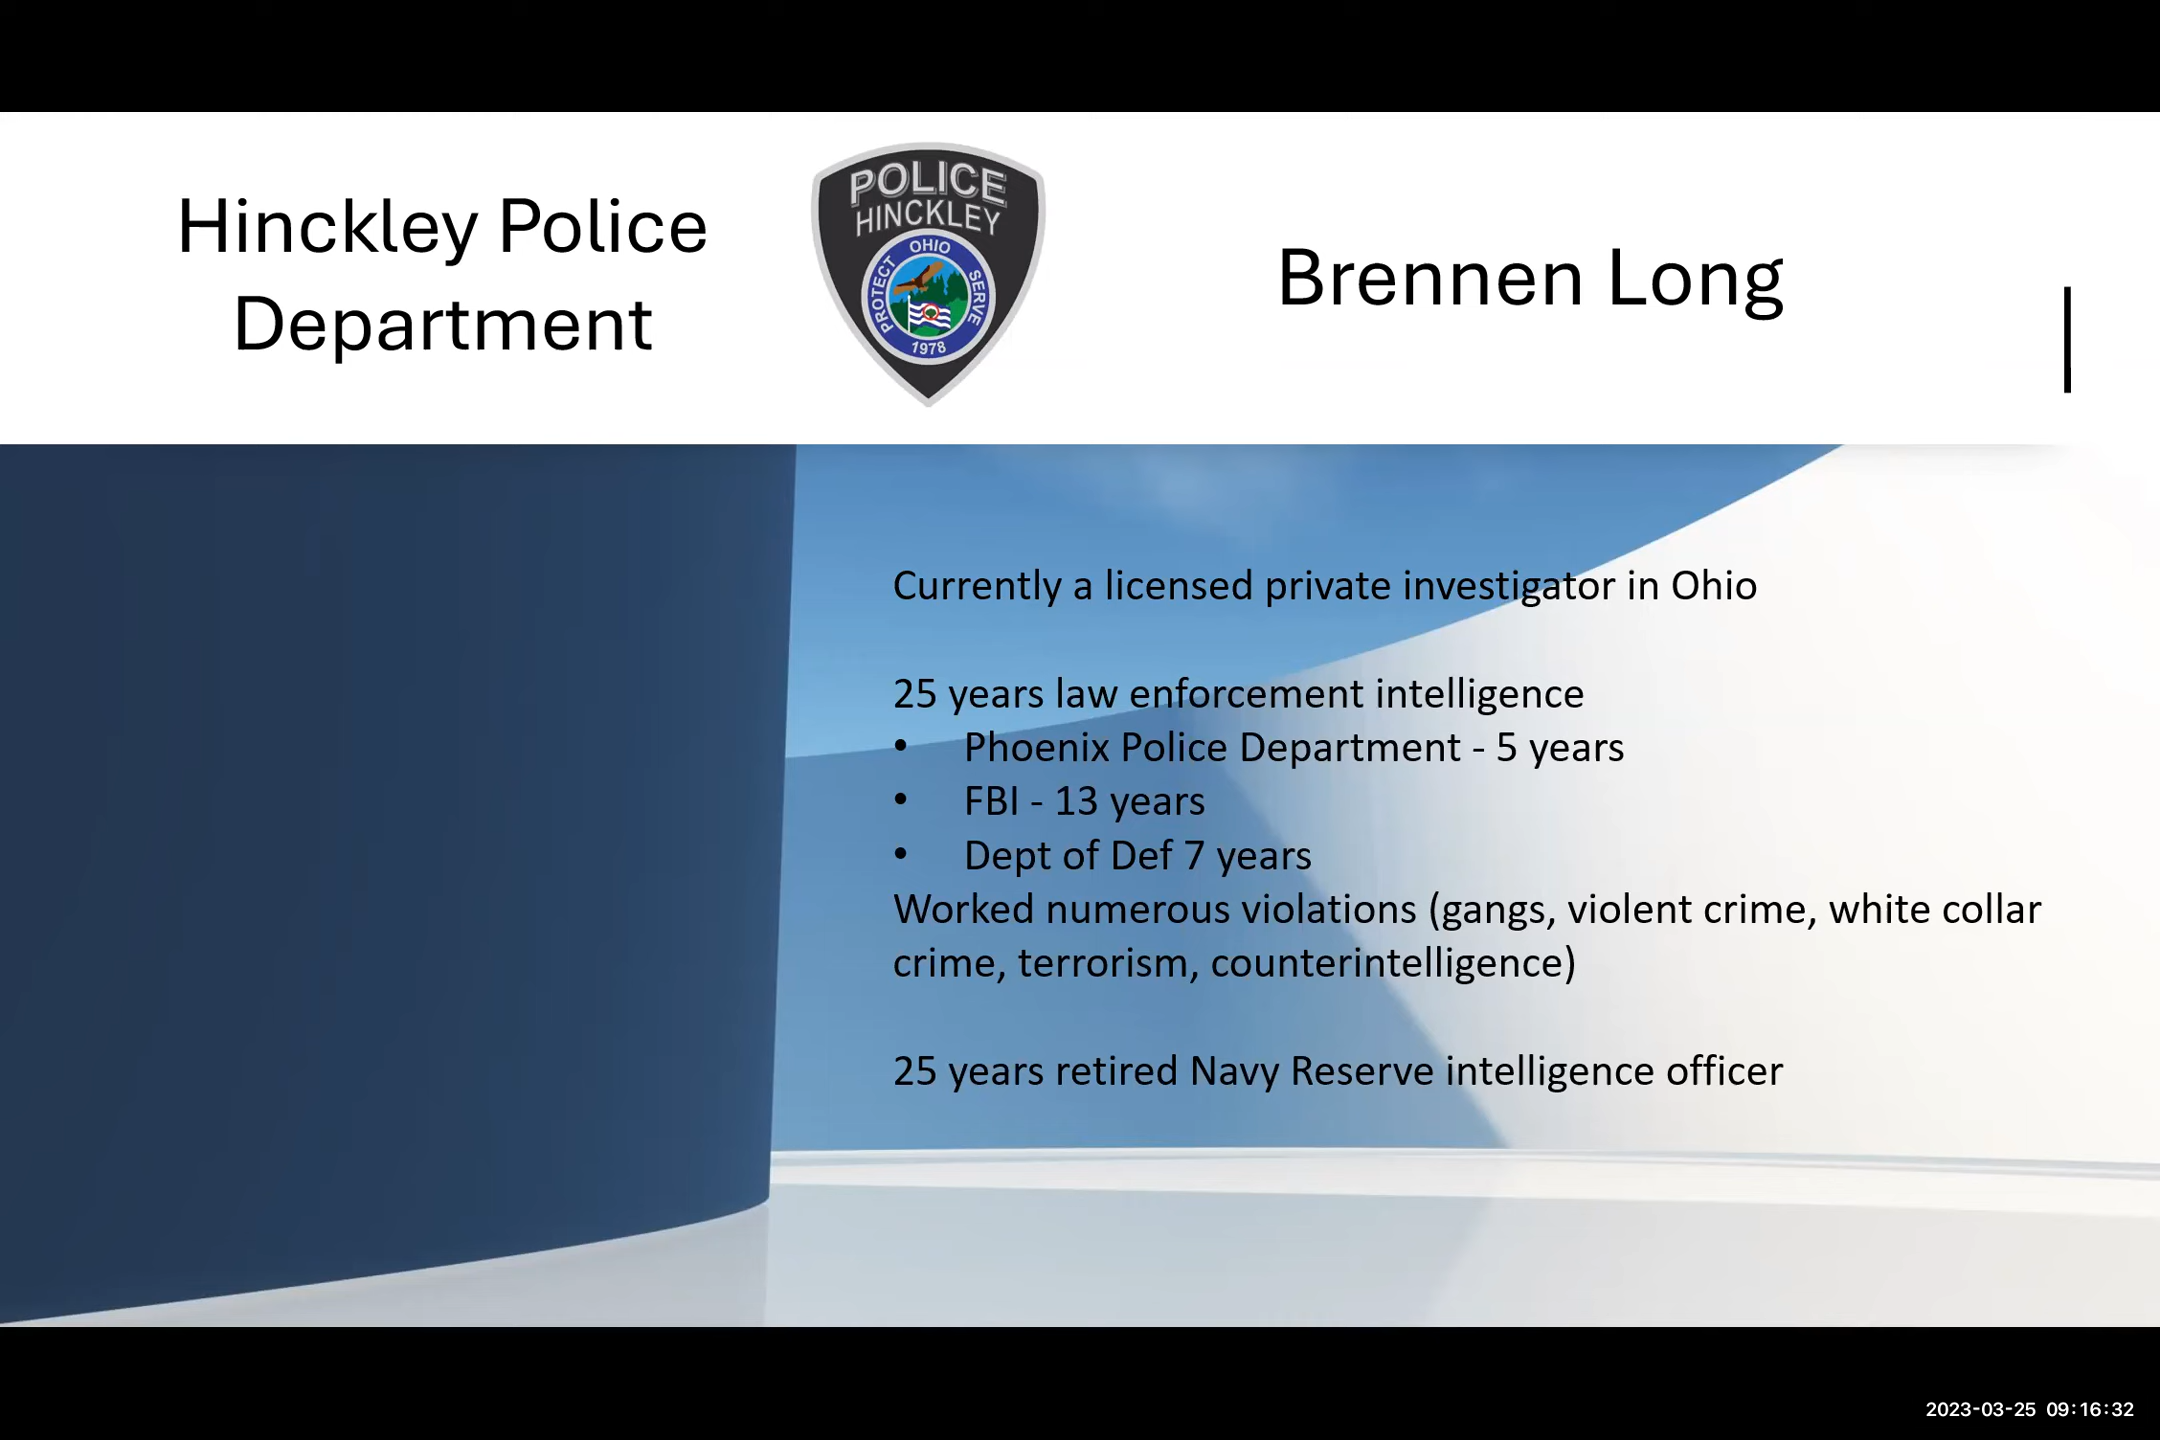 Hinckley Police
Department
POLICE
HINCKLEY
OHIO
PROTECT
SERVE
1978
Brennen Long
Currently a licensed private investigator in Ohio
25 years law enforcement intelligence
• Phoenix Police Department - 5 years
• FBI - 13 years
• Dept of Def 7 years
Worked numerous violations (gangs, violent crime, white collar
crime, terrorism, counterintelligence)
25 years retired Navy Reserve intelligence officer
2023-03-25 09:16:32